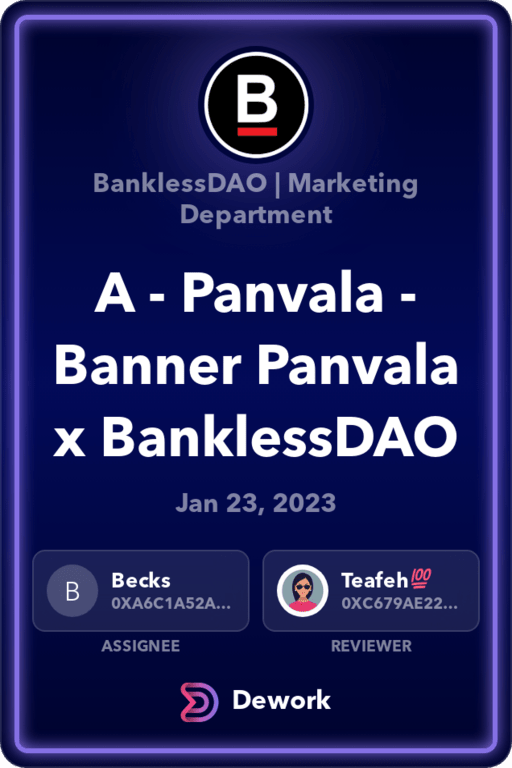 B
BanklessDAO | Marketing
Department
A - Panvala -
Banner Panvala
x BanklessDAO
Jan 23, 2023
B
Becks
0XA6C1A52A...
ASSIGNEE
Teafeh💯
0XC679AE22...
REVIEWER
Dework